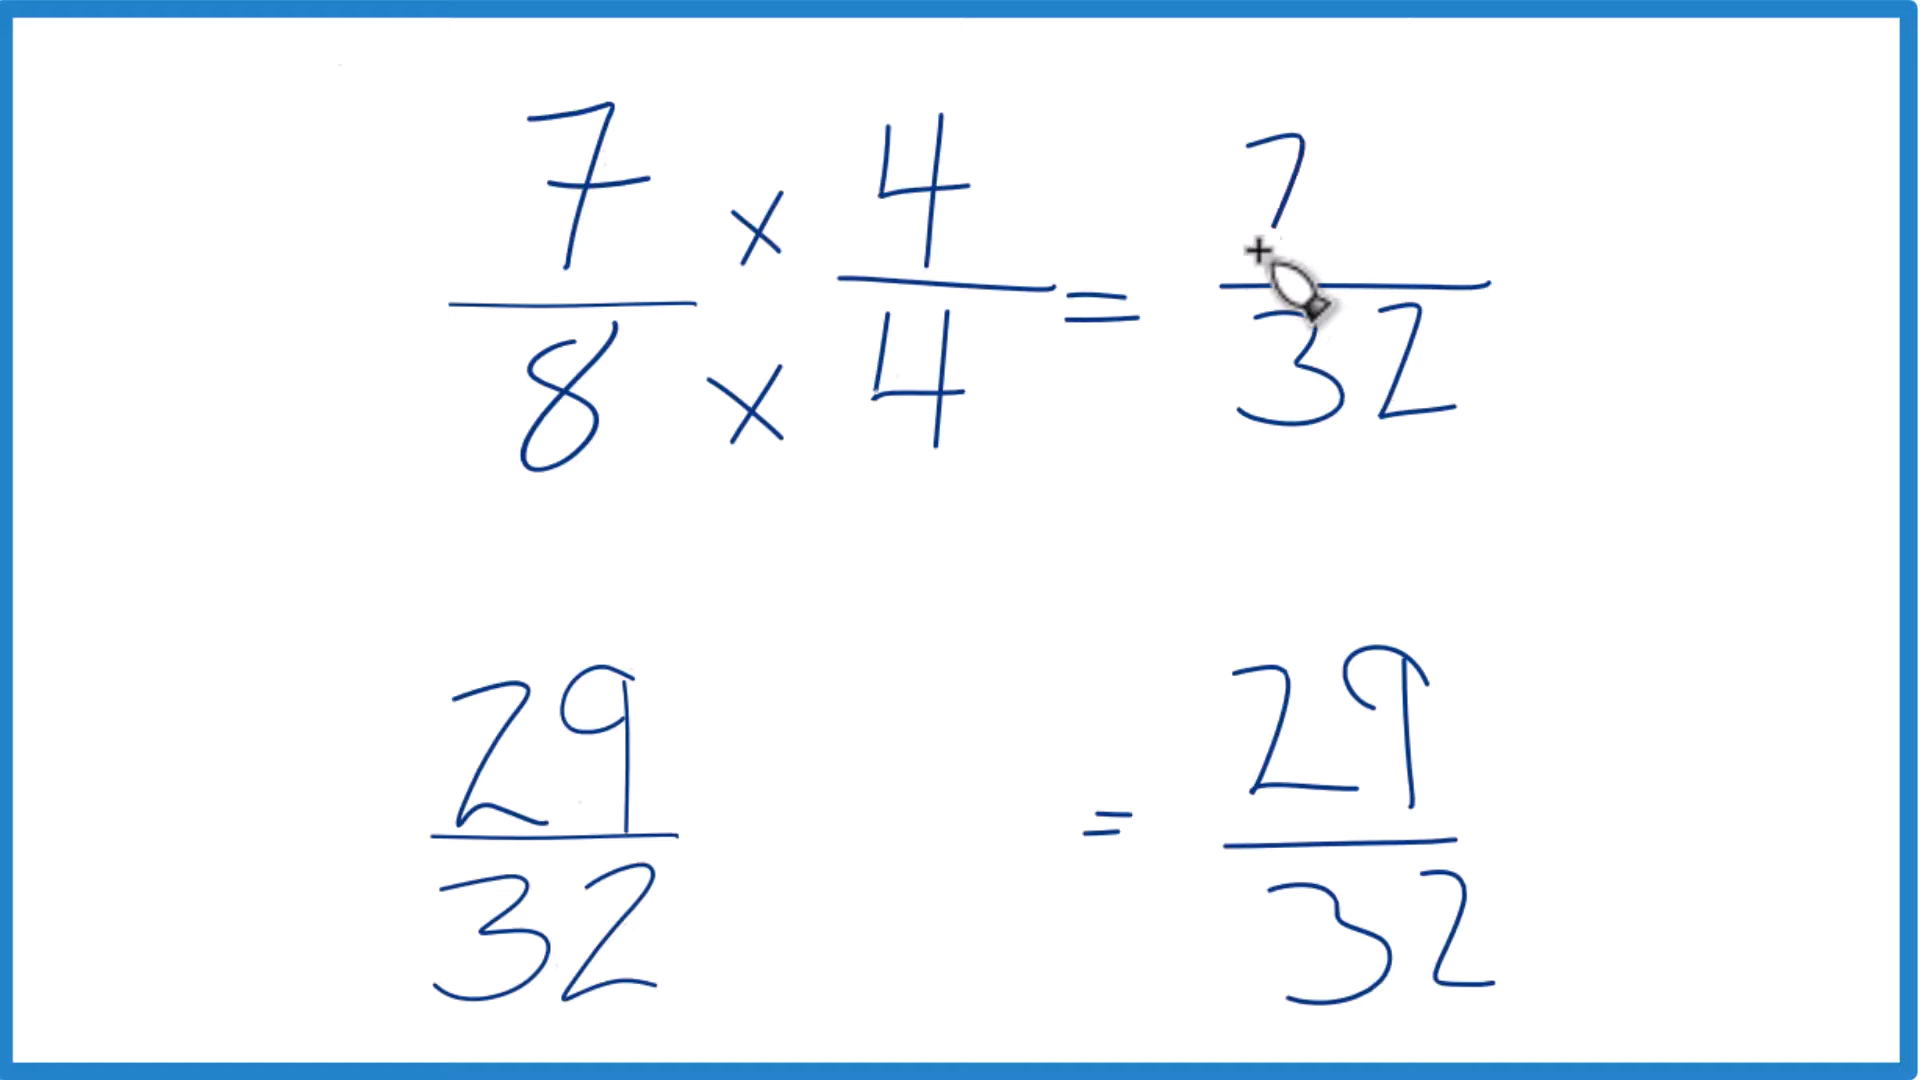 7/8 × 4/4 = 7/32
29/32 = 29/32